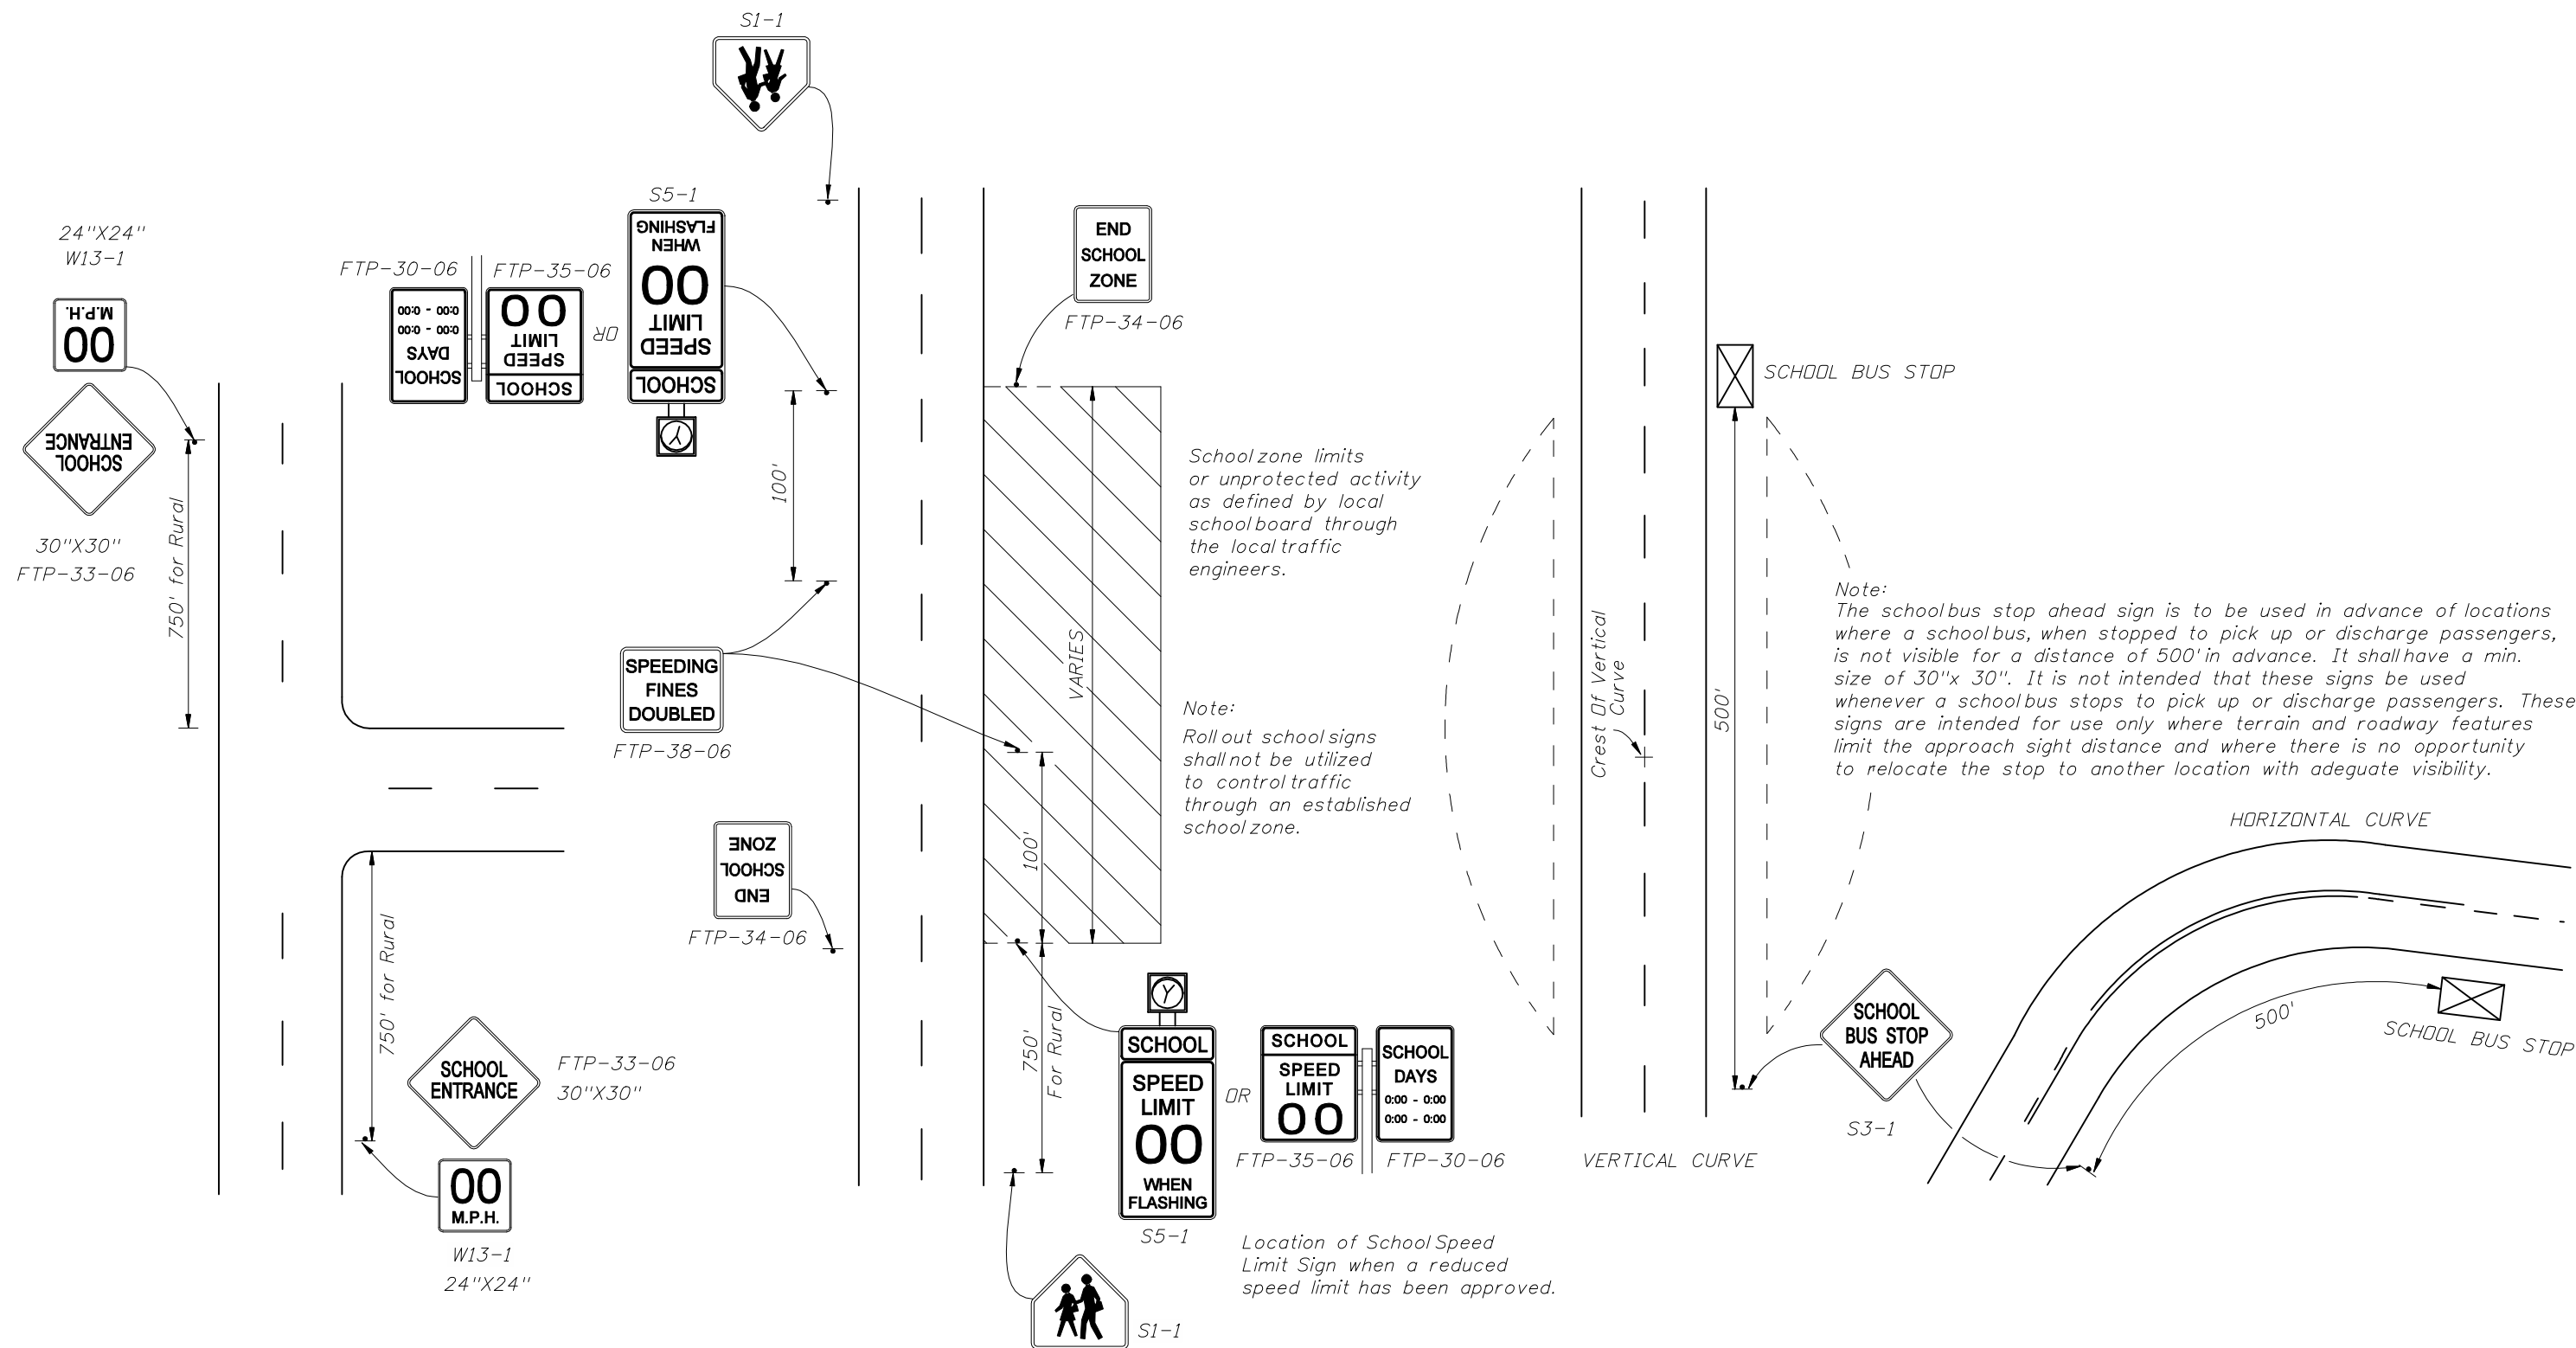 S1-1
24"X24"
W13-1
00
M.P.H.
SCHOOL
ENTRANCE
30"X30"
FTP-33-06
750' for Rural
FTP-30-06
SCHOOL
DAYS
0:00 - 0:00
0:00 - 0:00
FTP-35-06
SCHOOL
SPEED
LIMIT
00
OR
S5-1
SCHOOL
SPEED
LIMIT
00
WHEN
FLASHING
Y
100'
SPEEDING
FINES
DOUBLED
FTP-38-06
END
SCHOOL
ZONE
FTP-34-06
750' for Rural
SCHOOL
ENTRANCE
FTP-33-06
30"X30"
00
M.P.H.
W13-1
24"X24"
END
SCHOOL
ZONE
FTP-34-06
VARIES
100'
750'
For Rural
School zone limits
or unprotected activity
as defined by local
school board through
the local traffic
engineers.
Note:
Roll out school signs
shall not be utilized
to control traffic
through an established
school zone.
Y
SCHOOL
SPEED
LIMIT
00
WHEN
FLASHING
S5-1
OR
SCHOOL
SPEED
LIMIT
00
FTP-35-06
SCHOOL
DAYS
0:00 - 0:00
0:00 - 0:00
FTP-30-06
Location of School Speed
Limit Sign when a reduced
speed limit has been approved.
S1-1
Crest Of Vertical
Curve
VERTICAL CURVE
SCHOOL BUS STOP
500'
Note:
The school bus stop ahead sign is to be used in advance of locations
where a school bus, when stopped to pick up or discharge passengers,
is not visible for a distance of 500' in advance. It shall have a min.
size of 30"x 30". It is not intended that these signs be used
whenever a school bus stops to pick up or discharge passengers. These
signs are intended for use only where terrain and roadway features
limit the approach sight distance and where there is no opportunity
to relocate the stop to another location with adeguate visibility.
HORIZONTAL CURVE
SCHOOL
BUS STOP
AHEAD
S3-1
500'
SCHOOL BUS STOP